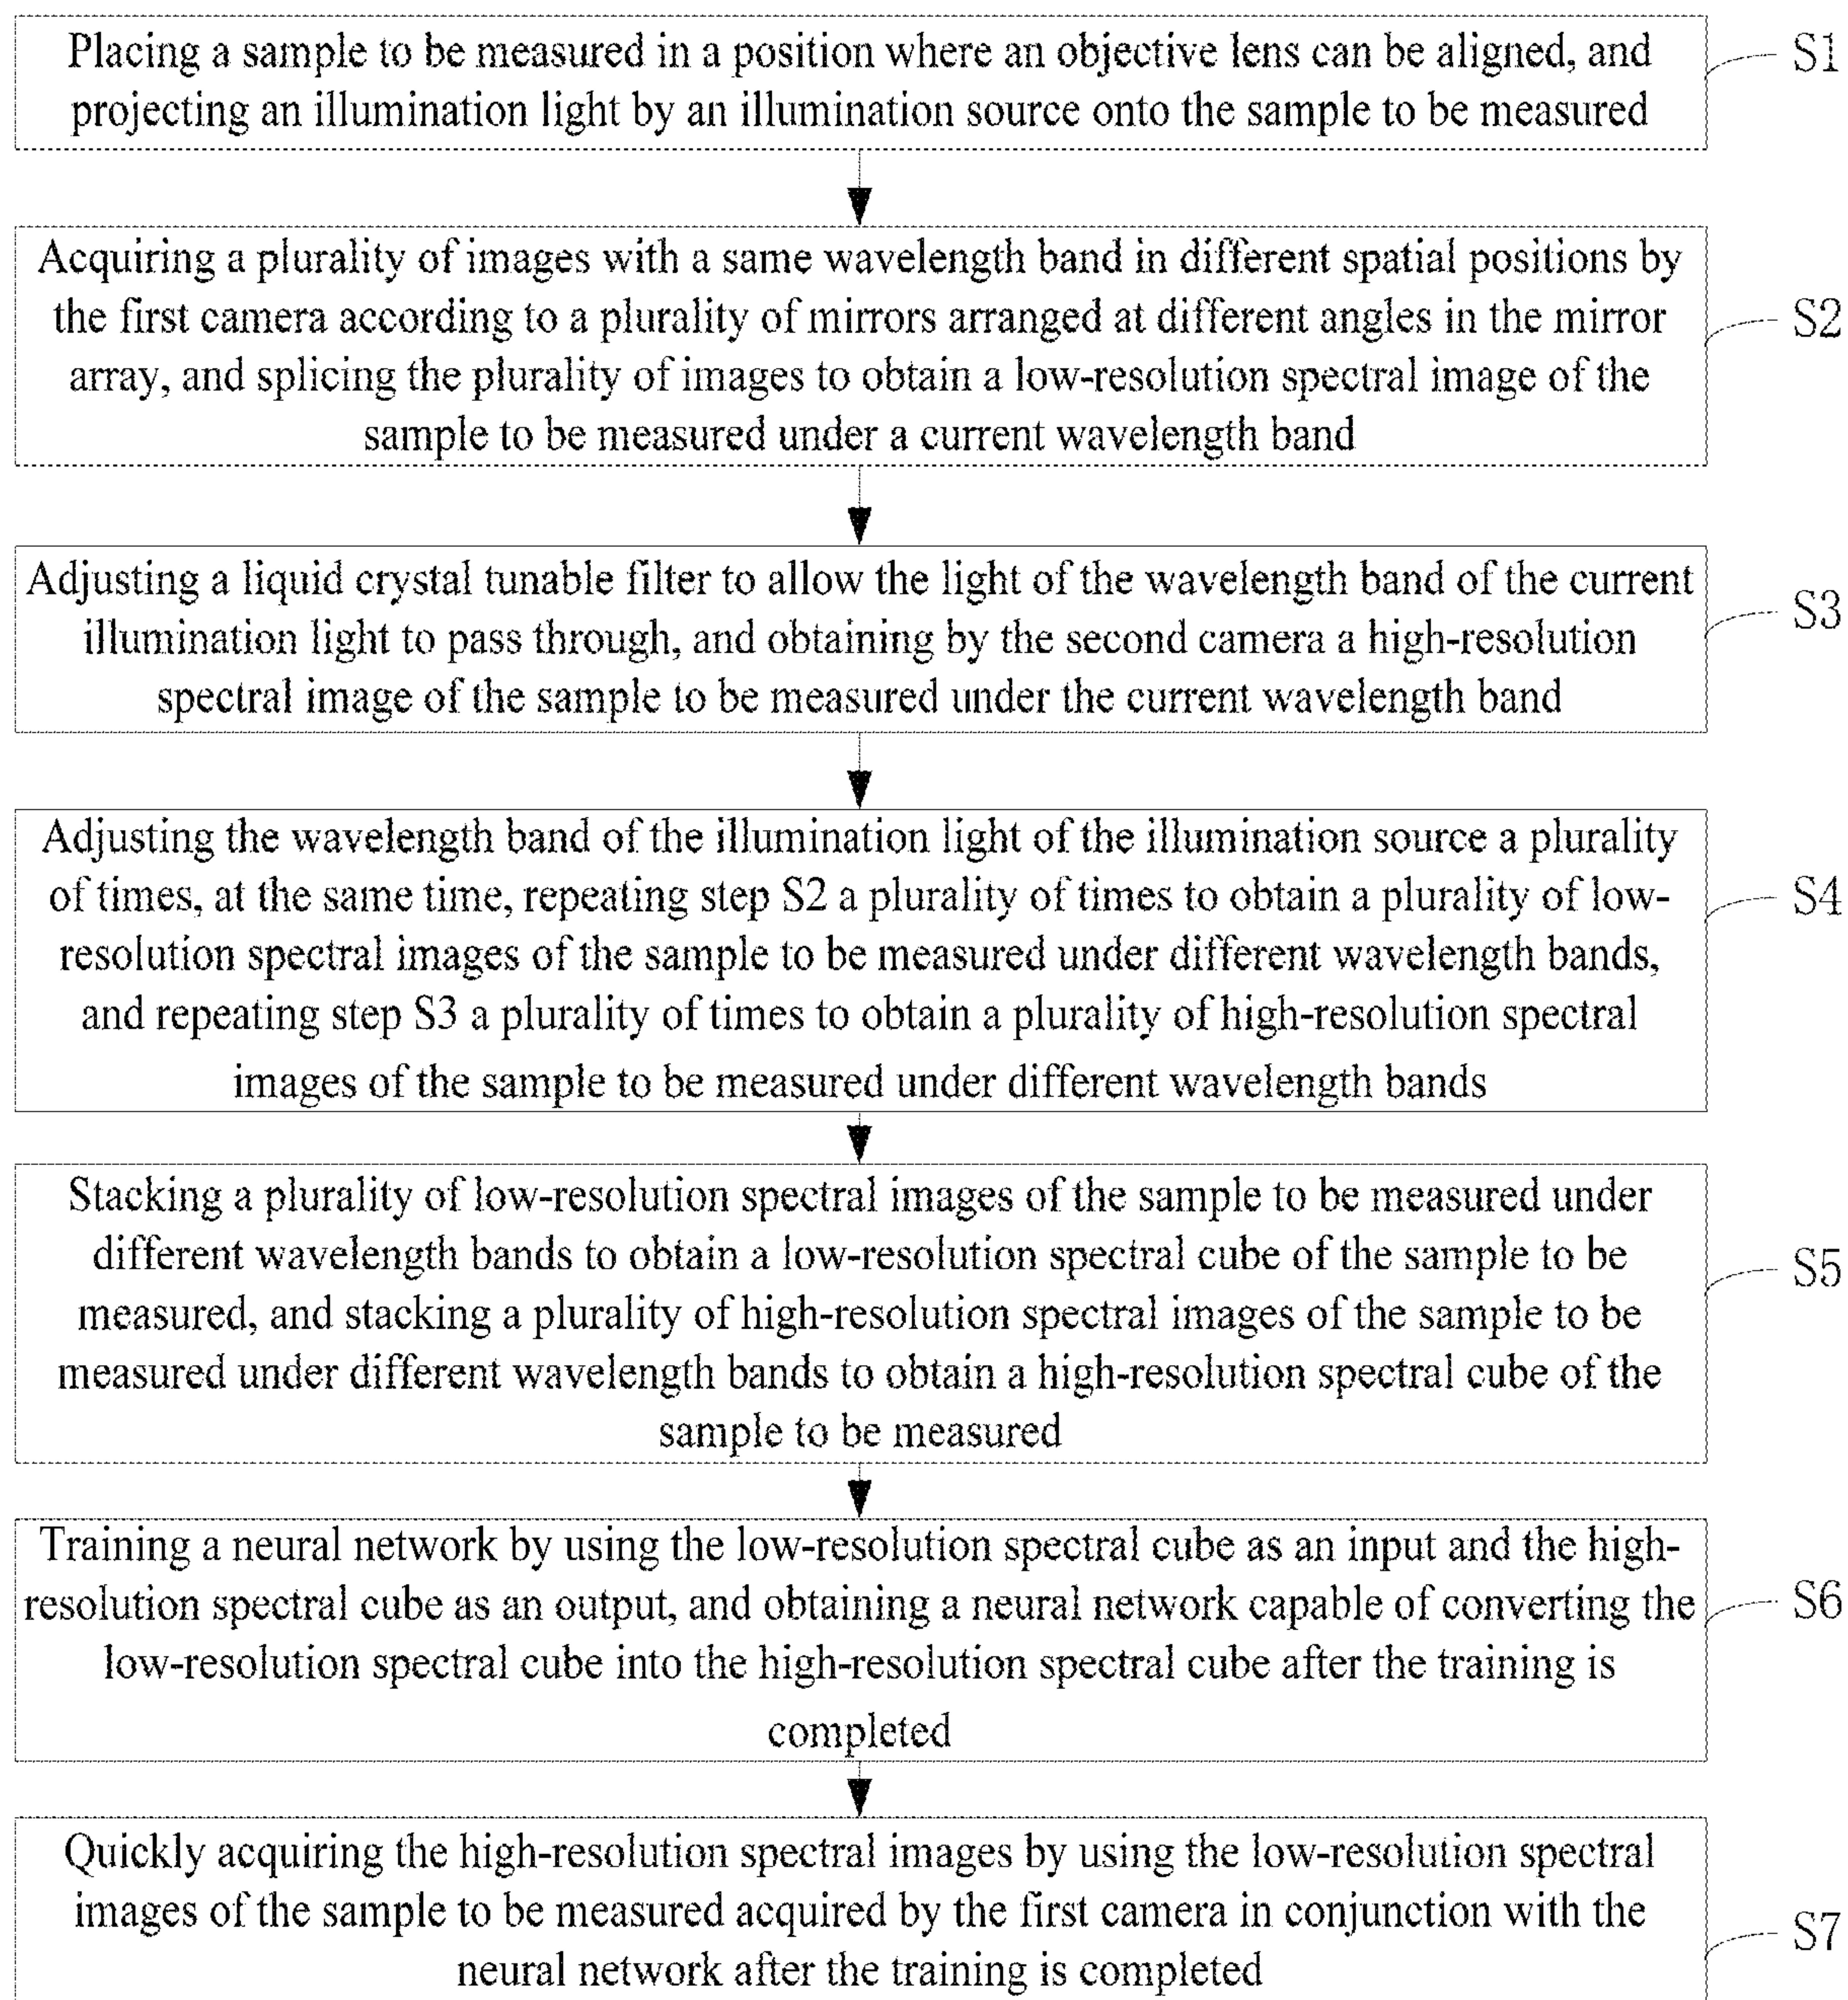 Placing a sample to be measured in a position where an objective lens can be aligned, and
projecting an illumination light by an illumination source onto the sample to be measured
S1
Acquiring a plurality of images with a same wavelength band in different spatial positions by
the first camera according to a plurality of mirrors arranged at different angles in the mirror
array, and splicing the plurality of images to obtain a low-resolution spectral image of the
sample to be measured under a current wavelength band
S2
Adjusting a liquid crystal tunable filter to allow the light of the wavelength band of the current
illumination light to pass through, and obtaining by the second camera a high-resolution
spectral image of the sample to be measured under the current wavelength band
S3
Adjusting the wavelength band of the illumination light of the illumination source a plurality
of times, at the same time, repeating step S2 a plurality of times to obtain a plurality of low-
resolution spectral images of the sample to be measured under different wavelength bands,
and repeating step S3 a plurality of times to obtain a plurality of high-resolution spectral
images of the sample to be measured under different wavelength bands
S4
Stacking a plurality of low-resolution spectral images of the sample to be measured under
different wavelength bands to obtain a low-resolution spectral cube of the sample to be
measured, and stacking a plurality of high-resolution spectral images of the sample to be
measured under different wavelength bands to obtain a high-resolution spectral cube of the
sample to be measured
S5
Training a neural network by using the low-resolution spectral cube as an input and the high-
resolution spectral cube as an output, and obtaining a neural network capable of converting the
low-resolution spectral cube into the high-resolution spectral cube after the training is
completed
S6
Quickly acquiring the high-resolution spectral images by using the low-resolution spectral
images of the sample to be measured acquired by the first camera in conjunction with the
neural network after the training is completed
S7